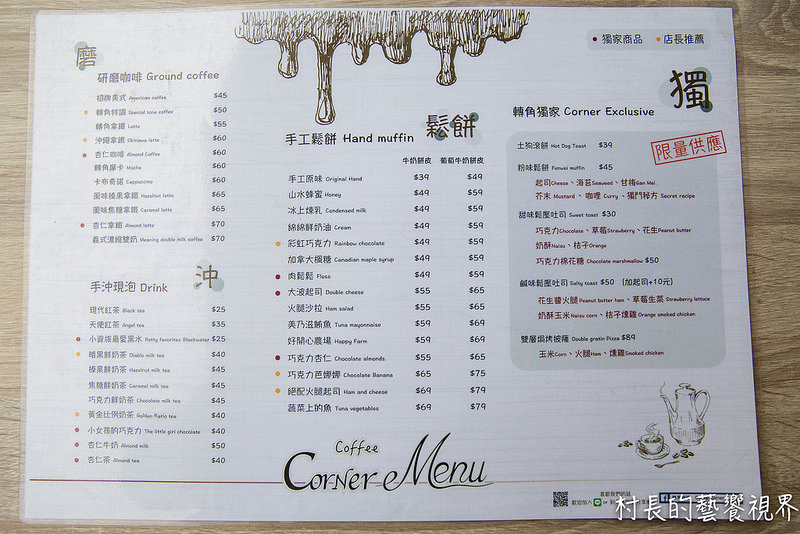 獨家商品 店長推薦
磨
研磨咖啡 Ground coffee
招牌美式 American coffee $45
轉角特調 Special tone coffee $50
轉角拿鐵 Latte $55
沖繩拿鐵 Okinawa latte $60
杏仁咖啡 Almond Coffee $60
轉角摩卡 Mocha $60
卡布奇諾 Cappuccino $60
風味榛果拿鐵 Hazelnut latte $65
風味焦糖拿鐵 Caramel latte $65
杏仁拿鐵 Almond latte $70
義式濃縮雙奶 Meaning double milk coffee $70
手沖現泡 Drink 沖
現代紅茶 Black tea $25
天使紅茶 Angel tea $35
小資族最愛黑水 Petty favorites Blackwater $25
暗黑鮮奶茶 Diablo milk tea $40
榛果鮮奶茶 Hazelnut milk tea $45
焦糖鮮奶茶 Caramel milk tea $45
巧克力鮮奶茶 Chocolate milk tea $45
黃金比例奶茶 Golden Ratio tea $40
小女孩的巧克力 The little girl chocolate $40
杏仁牛奶 Almond milk $50
杏仁茶 Almond tea $40
手工鬆餅 Hand muffin 鬆餅
牛奶餅皮 葡萄牛奶餅皮
手工原味 Original Hand $39 $49
山水蜂蜜 Honey $49 $59
冰上煉乳 Condensed milk $49 $59
綿綿鮮奶油 Cream $49 $59
彩虹巧克力 Rainbow chocolate $49 $59
加拿大楓糖 Canadian maple syrup $49 $59
肉鬆鬆 Floss $49 $59
大波起司 Double cheese $55 $65
火腿沙拉 Ham salad $55 $65
美乃滋鮪魚 Tuna mayonnaise $59 $69
好開心農場 Happy Farm $59 $69
巧克力杏仁 Chocolate almonds $55 $65
巧克力芭娜娜 Chocolate Banana $65 $75
絕配火腿起司 Ham and cheese $69 $79
蔬菜上的魚 Tuna vegetables $69 $79
Coffee
Corner Menu
獨
轉角獨家 Corner Exclusive
限量供應
土狗滾餅 Hot Dog Toast $39
粉味鬆餅 Fenwei muffin $45
起司Cheese、海苔Seaweed、甘梅Gan Mei
芥末 Mustard、咖哩 Curry、獨門秘方 Secret recipe
甜味鬆壓吐司 Sweet toast $30
巧克力Chocolate、草莓Strawberry、花生Peanut butter
奶酥Naisu、桔子Orange
巧克力棉花糖 Chocolate marshmallow $50
鹹味鬆壓吐司 Salty toast $50 (加起司+10元)
花生醬火腿 Peanut butter ham、草莓生菜 Strawberry lettuce
奶酥玉米Naisu corn、桔子燻雞 Orange smoked chicken
雙層焗烤披薩 Double gratin Pizza $89
玉米Corn、火腿Ham、燻雞Smoked chicken
喜歡我們的話
歡迎加入
村長的藝饗視界